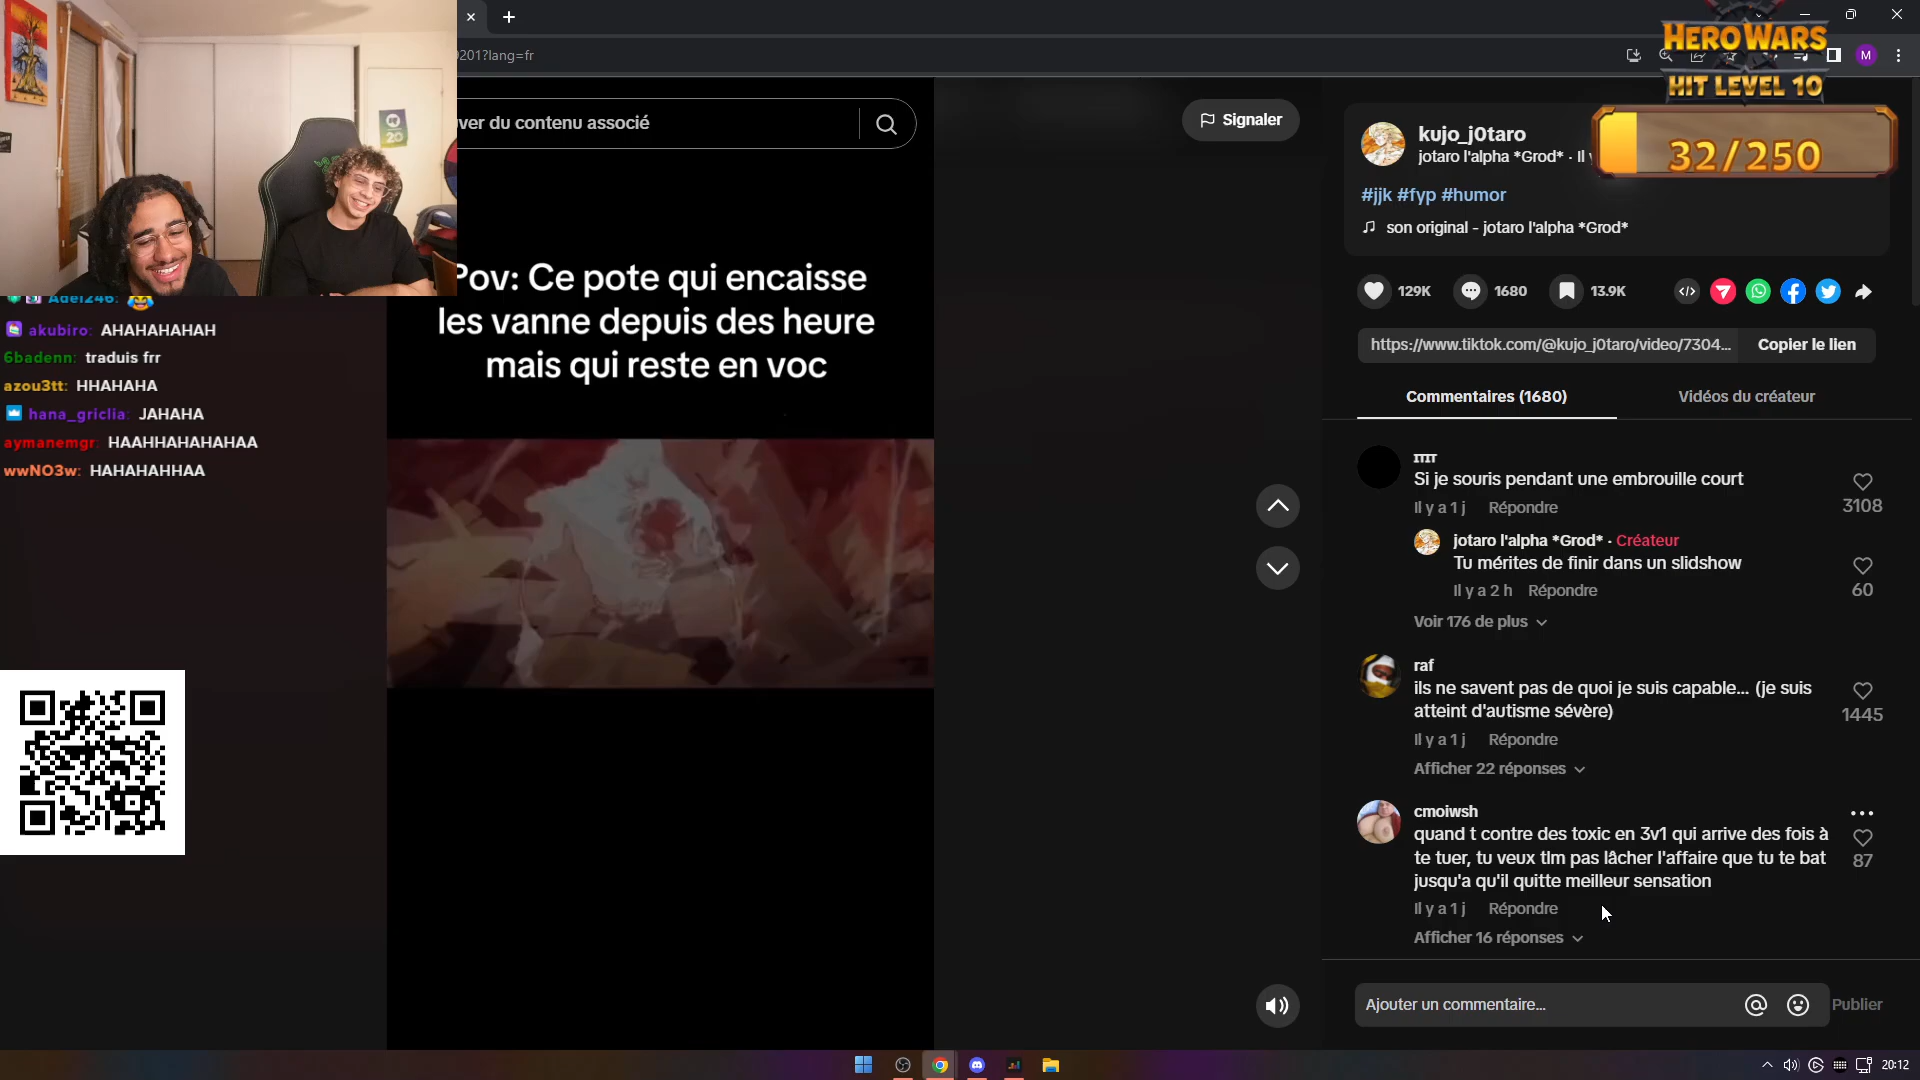 201?lang=fr
HERO WARS
HIT LEVEL 10
32/250
M
ver du contenu associé
Signaler
20
kujo_j0taro
jotaro l'alpha *Grod* · Il y
#jjk #fyp #humor
son original - jotaro l'alpha *Grod*
129K
1680
13.9K
https://www.tiktok.com/@kujo_j0taro/video/7304...
Copier le lien
Commentaires (1680)
Vidéos du créateur
Pov: Ce pote qui encaisse
les vanne depuis des heure
mais qui reste en voc
Adel246:
akubiro: AHAHAHAHAH
6badenn: traduis frr
azou3tt: HHAHAHA
hana_griclia: JAHAHA
aymanemgr: HAAHHAHAHAHAA
wwNO3w: HAHAHAHHAA
Si je souris pendant une embrouille court
Il y a 1 j Répondre
3108
jotaro l'alpha *Grod* · Créateur
Tu mérites de finir dans un slidshow
Il y a 2 h Répondre
60
Voir 176 de plus
raf
ils ne savent pas de quoi je suis capable... (je suis
atteint d'autisme sévère)
1445
Il y a 1 j Répondre
Afficher 22 réponses
cmoiwsh
quand t contre des toxic en 3v1 qui arrive des fois à
te tuer, tu veux tlm pas lâcher l'affaire que tu te bat
jusqu'a qu'il quitte meilleur sensation
87
Il y a 1 j Répondre
Afficher 16 réponses
Ajouter un commentaire...
Publier
20:12